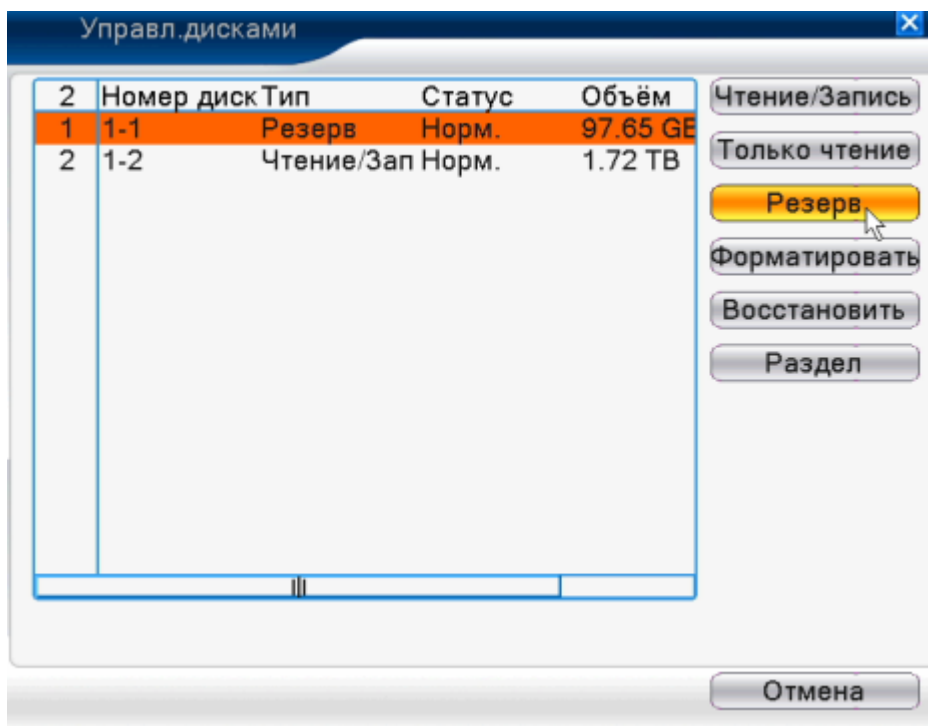 Управл.дисками
2 Номер диск Тип Статус Объём
1 1-1 Резерв Норм. 97.65 GB
2 1-2 Чтение/Зап Норм. 1.72 TB
Чтение/Запись
Только чтение
Резерв
Форматировать
Восстановить
Раздел
Отмена